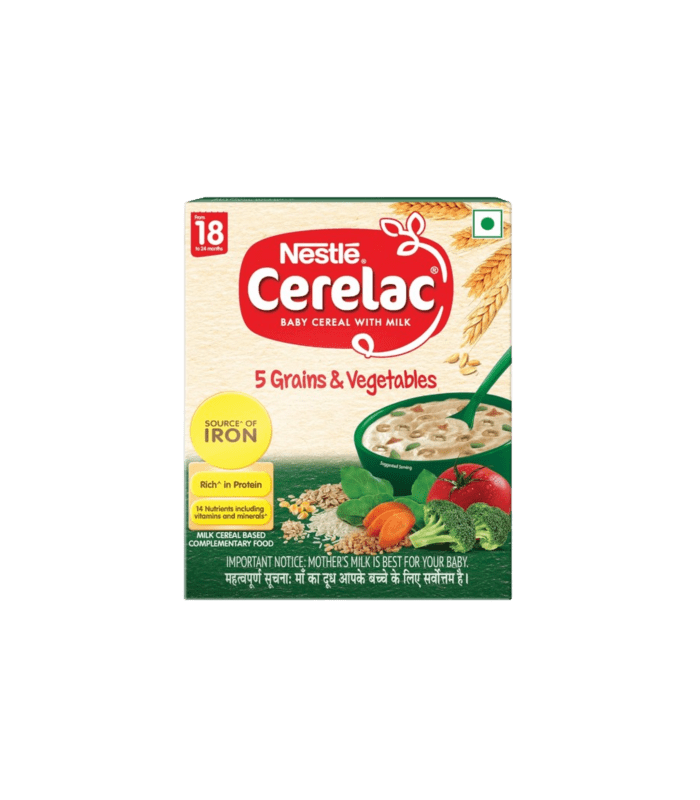 from
18
to 24 months
Nestlé®
Cerelac®
BABY CEREAL WITH MILK
5 Grains & Vegetables
SOURCE^ OF
IRON
Rich^ in Protein
14 Nutrients including
vitamins and minerals^
MILK CEREAL BASED
COMPLEMENTARY FOOD
Suggested Serving
IMPORTANT NOTICE: MOTHER'S MILK IS BEST FOR YOUR BABY.
महत्वपूर्ण सूचना: माँ का दूध आपके बच्चे के लिए सर्वोत्तम है।